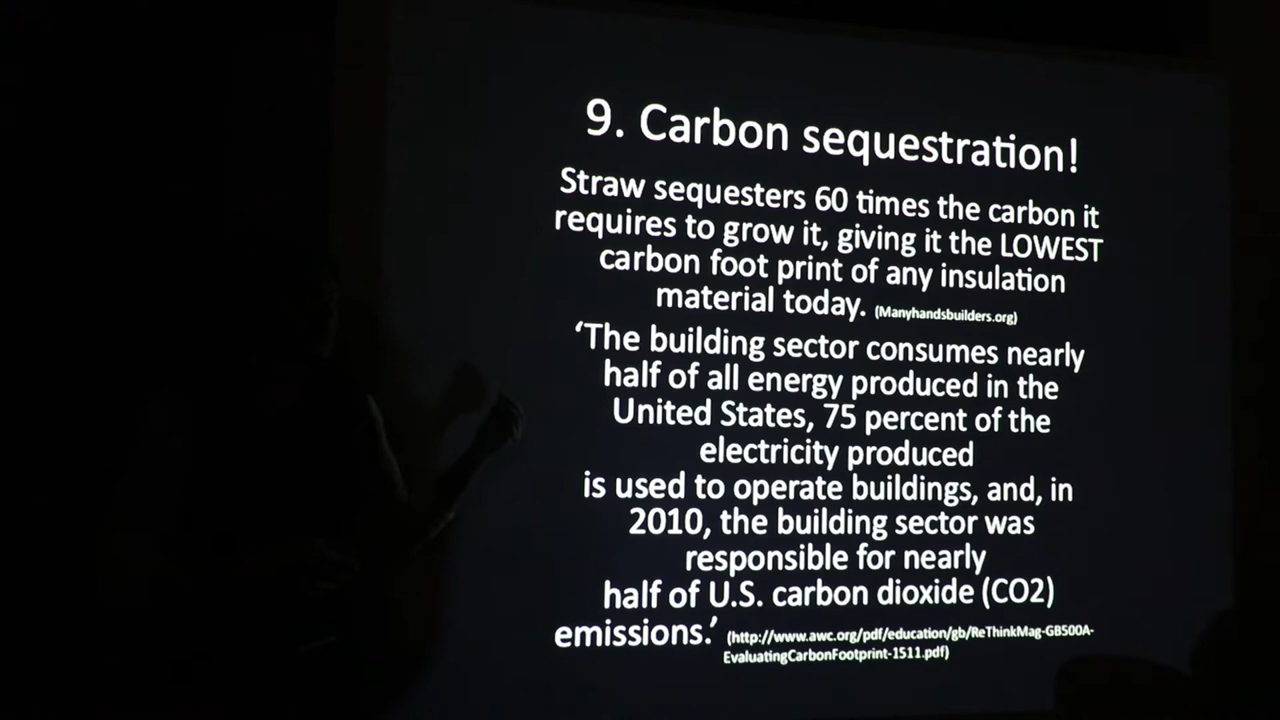 9. Carbon sequestration!
Straw sequesters 60 times the carbon it
requires to grow it, giving it the LOWEST
carbon foot print of any insulation
material today. (Manyhandsbuilders.org)
‘The building sector consumes nearly
half of all energy produced in the
United States, 75 percent of the
electricity produced
is used to operate buildings, and, in
2010, the building sector was
responsible for nearly
half of U.S. carbon dioxide (CO2)
emissions.’ (http://www.awc.org/pdf/education/gb/ReThinkMag-GB500A-
EvaluatingCarbonFootprint-1511.pdf)